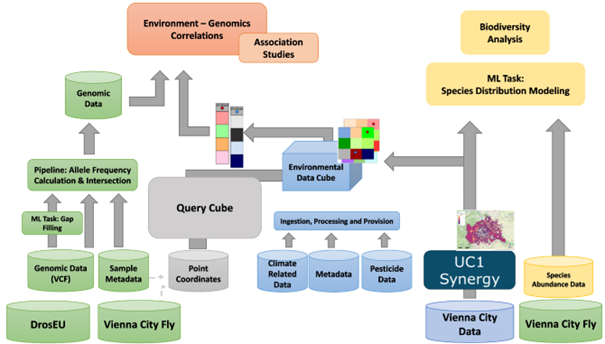 Environment – Genomics
Correlations
Association
Studies
Biodiversity
Analysis
ML Task:
Species Distribution Modeling
Genomic
Data
Pipeline: Allele Frequency
Calculation & Intersection
Environmental
Data Cube
Query Cube
ML Task: Gap
Filling
Ingestion, Processing and Provision
Genomic Data
(VCF)
Sample
Metadata
Point
Coordinates
Climate
Related
Data
Metadata
Pesticide
Data
UC1
Synergy
Species
Abundance Data
DrosEU
Vienna City Fly
Vienna City
Data
Vienna City Fly